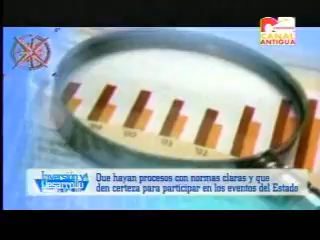 CANAL
ANTIGUA
Inversión y
Desarrollo
Que hayan procesos con normas claras y que
den certeza para participar en los eventos del Estado